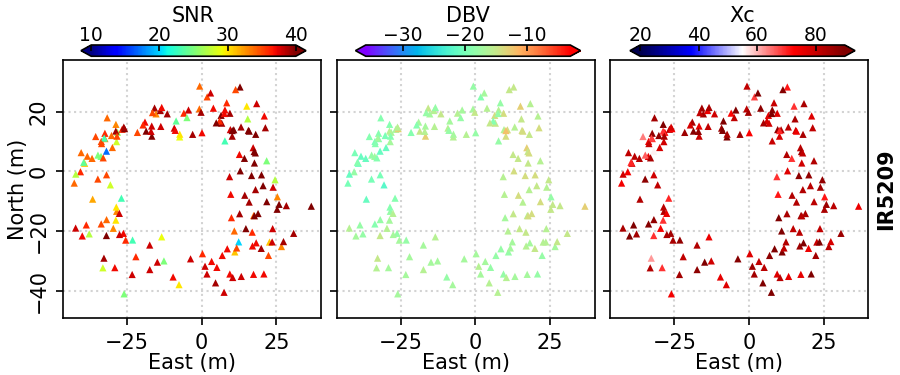 SNR DBV Xc
10 20 30 40 −30 −20 −10 20 40 60 80
20
0
−20
−40
North (m)
−25 0 25 −25 0 25 −25 0 25
East (m) East (m) East (m)
IR5209